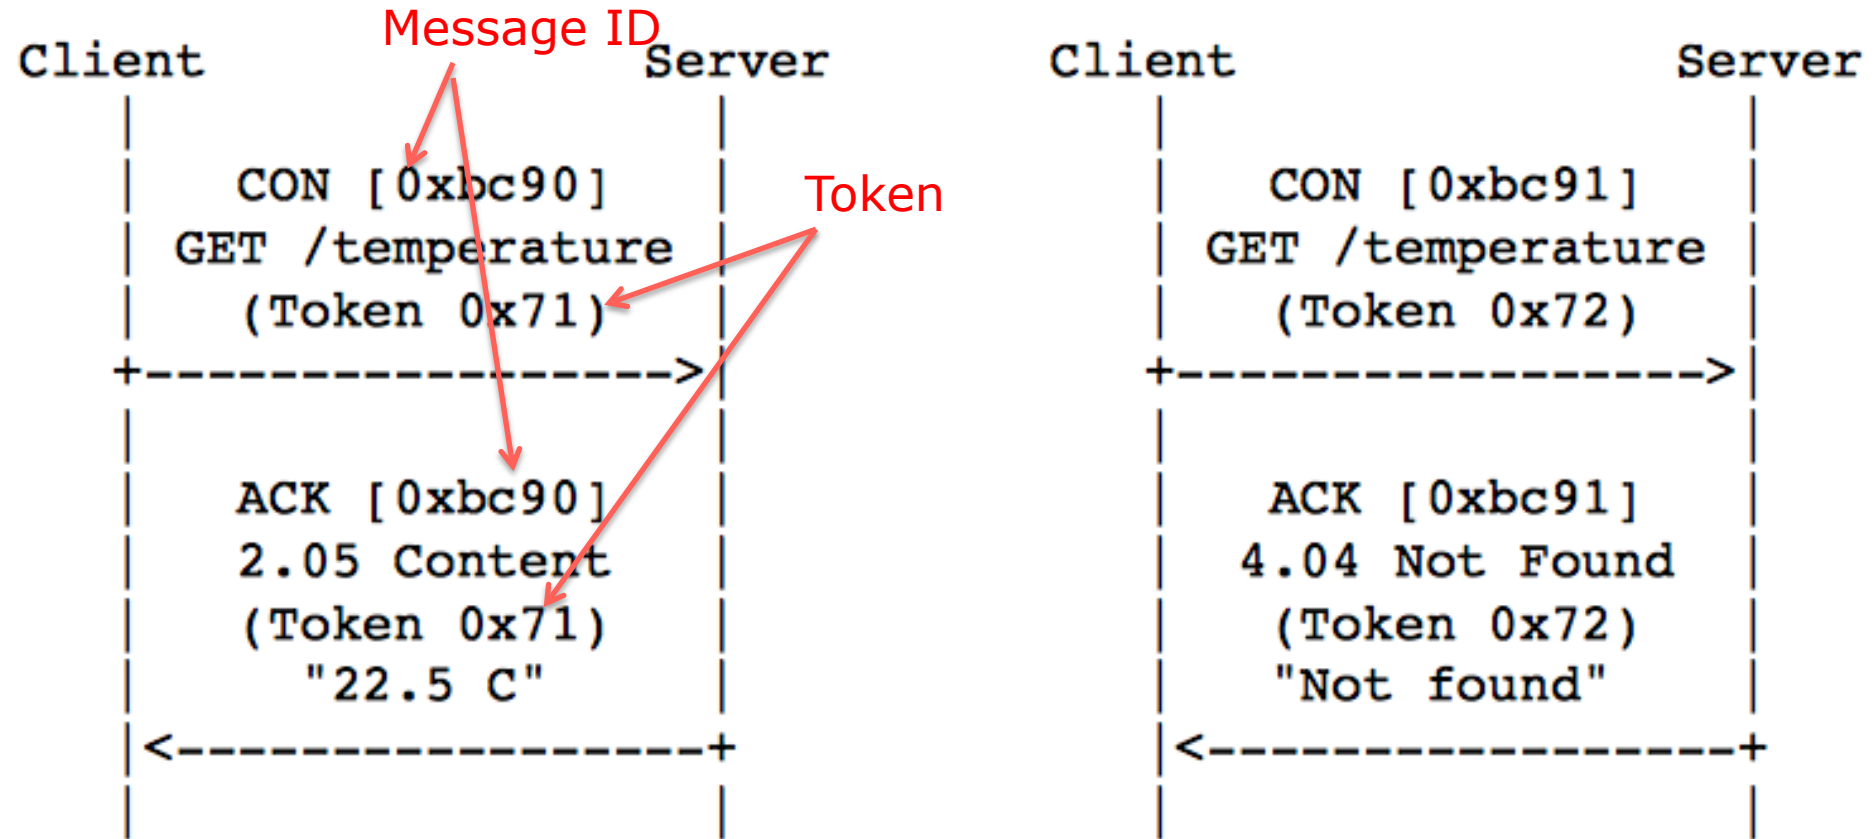 Message ID
Client Server
CON [0xbc90]
GET /temperature
(Token 0x71)
+----------------->
ACK [0xbc90]
2.05 Content
(Token 0x71)
"22.5 C"
<-----------------+
Token
Client Server
CON [0xbc91]
GET /temperature
(Token 0x72)
+----------------->
ACK [0xbc91]
4.04 Not Found
(Token 0x72)
"Not found"
<-----------------+